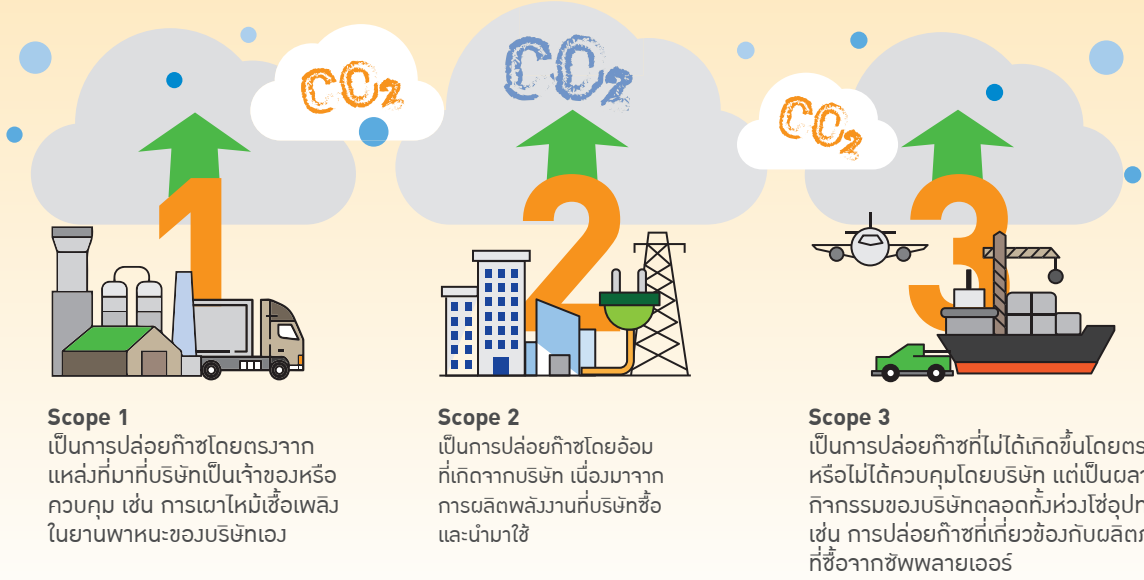 CO2
CO2
CO2
1
2
3
Scope 1
เป็นการปล่อยก๊าซโดยตรงจาก
แหล่งที่มาที่บริษัทเป็นเจ้าของหรือ
ควบคุม เช่น การเผาไหม้เชื้อเพลิง
ในยานพาหนะของบริษัทเอง
Scope 2
เป็นการปล่อยก๊าซโดยอ้อม
ที่เกิดจากบริษัท เนื่องมาจาก
การผลิตพลังงานที่บริษัทซื้อ
และนำมาใช้
Scope 3
เป็นการปล่อยก๊าซที่ไม่ได้เกิดขึ้นโดยตร
หรือไม่ได้ควบคุมโดยบริษัท แต่เป็นผลจ
กิจกรรมของบริษัทตลอดทั้งห่วงโซ่อุปท
เช่น การปล่อยก๊าซที่เกี่ยวข้องกับผลิตภ
ที่ซื้อจากซัพพลายเออร์